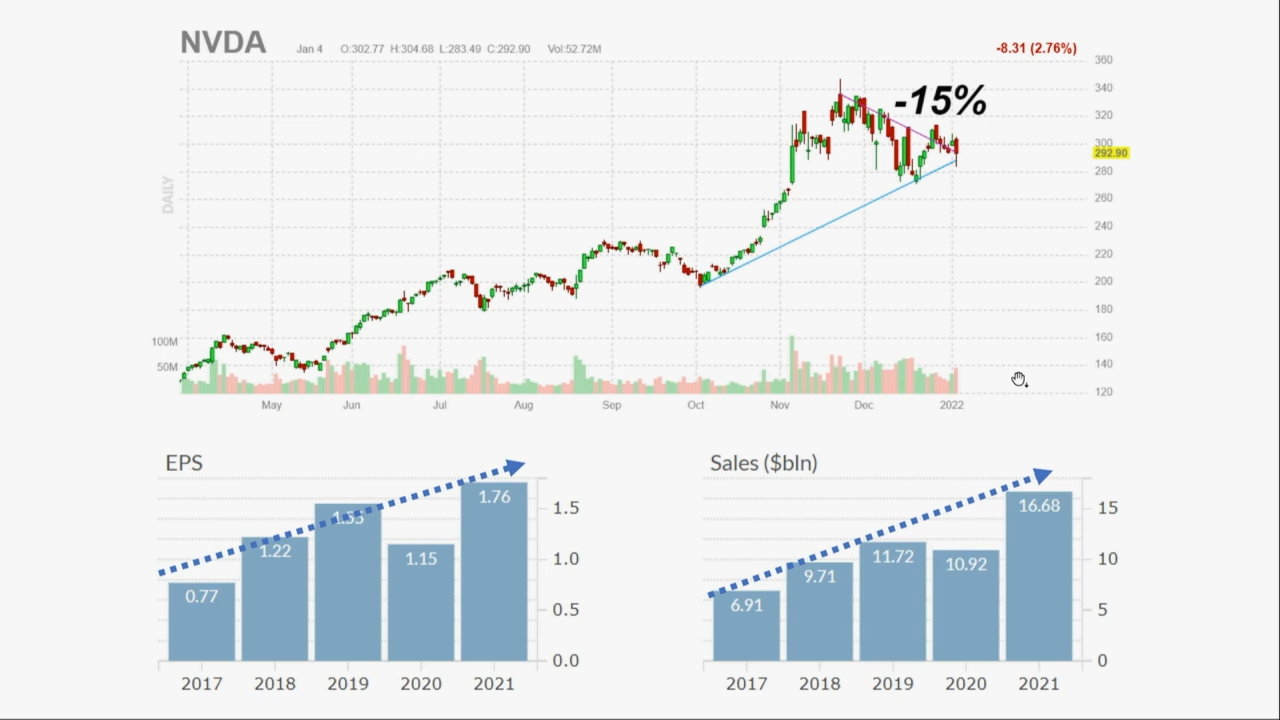 NVDA Jan 4 O:302.77 H:304.68 L:283.49 C:292.90 Vol:52.72M -8.31 (2.76%)
360
340
-15%
320
300
292.90
280
DAILY
260
240
220
200
180
100M 160
50M 140
120
May Jun Jul Aug Sep Oct Nov Dec 2022
EPS
1.5
1.0
0.5
0.0
0.77 1.22 1.55 1.15 1.76
2017 2018 2019 2020 2021
Sales ($bln)
15
10
5
0
6.91 9.71 11.72 10.92 16.68
2017 2018 2019 2020 2021